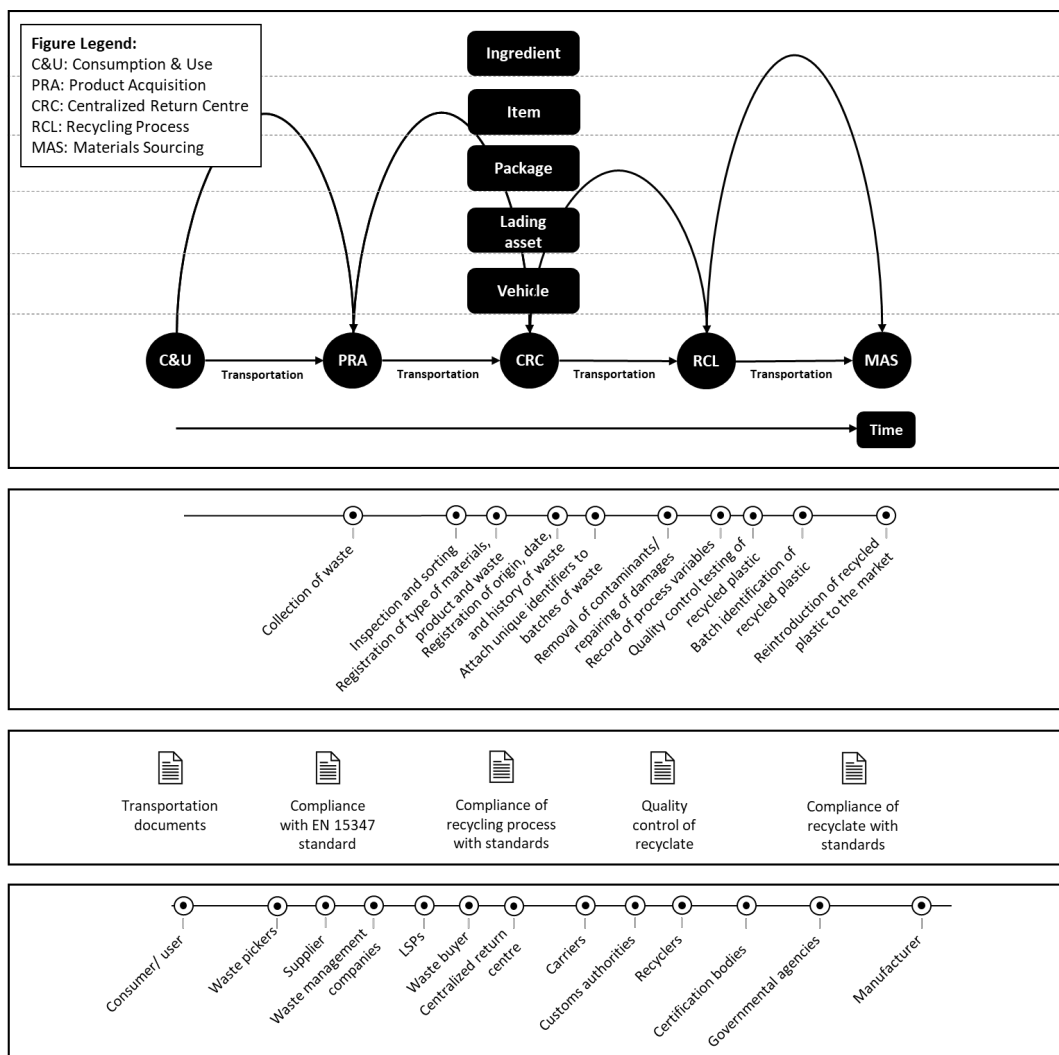 Figure Legend:
C&U: Consumption & Use
PRA: Product Acquisition
CRC: Centralized Return Centre
RCL: Recycling Process
MAS: Materials Sourcing
Ingredient
Item
Package
Lading
asset
Vehicle
C&U
PRA
CRC
RCL
MAS
Transportation
Transportation
Transportation
Transportation
Time
Collection of waste
Inspection and sorting
Registration of type of materials,
product and waste
Registration of origin, date,
and history of waste
Attach unique identifiers to
batches of waste
Removal of contaminants/
repairing of damages
Record of process variables
Quality control testing of
recycled plastic
Batch identification of
recycled plastic
Reintroduction of recycled
plastic to the market
Transportation
documents
Compliance
with EN 15347
standard
Compliance of
recycling process
with standards
Quality
control of
recyclate
Compliance of
recyclate with
standards
Consumer/ user
Waste pickers
Supplier
Waste management
companies
LSPs
Waste buyer
Centralized return
centre
Carriers
Customs authorities
Recyclers
Certification bodies
Governmental agencies
Manufacturer